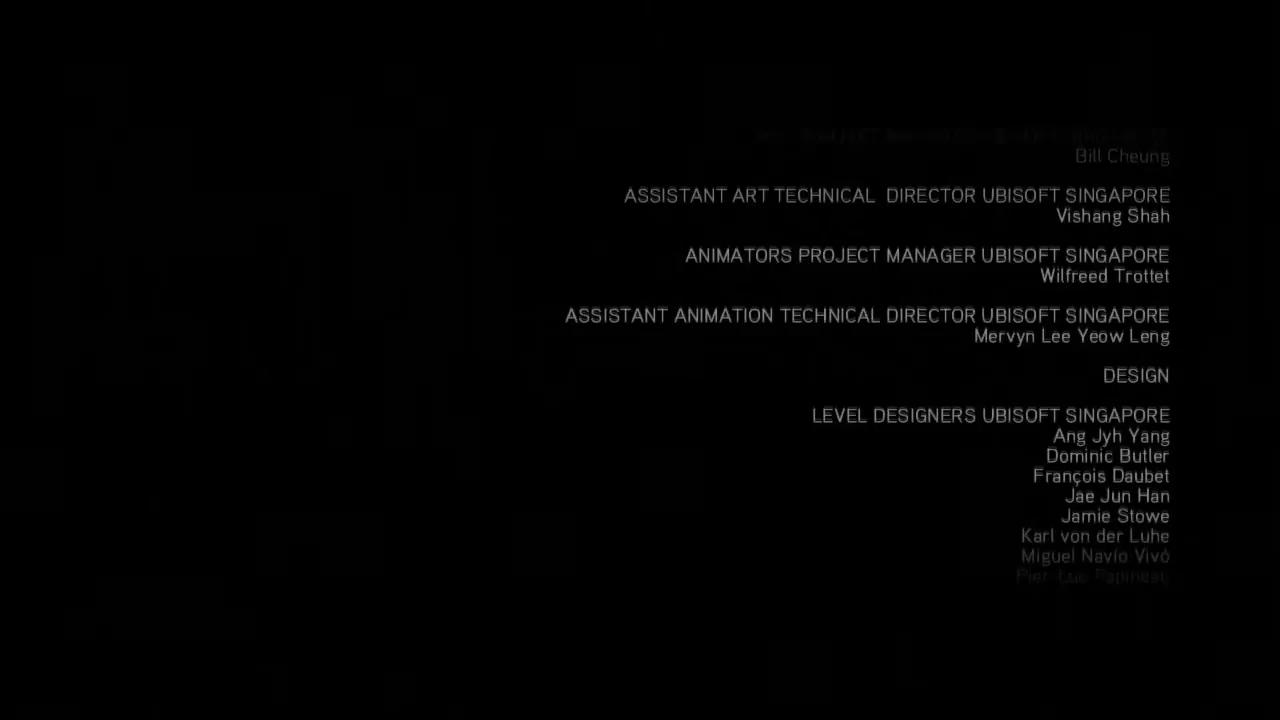 Bill Cheung
ASSISTANT ART TECHNICAL DIRECTOR UBISOFT SINGAPORE
Vishang Shah
ANIMATORS PROJECT MANAGER UBISOFT SINGAPORE
Wilfreed Trottet
ASSISTANT ANIMATION TECHNICAL DIRECTOR UBISOFT SINGAPORE
Mervyn Lee Yeow Leng
DESIGN
LEVEL DESIGNERS UBISOFT SINGAPORE
Ang Jyh Yang
Dominic Butler
François Daubet
Jae Jun Han
Jamie Stowe
Karl von der Luhe
Miguel Navío Vivó